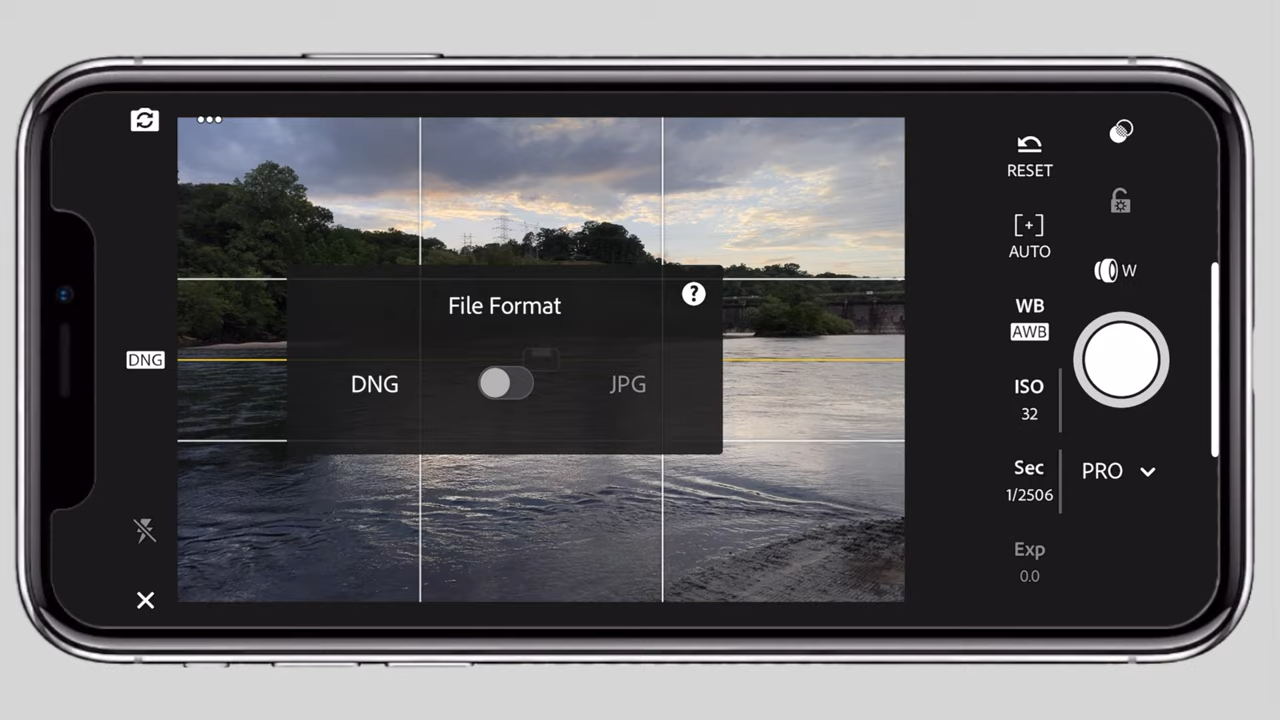 RESET
[+]
AUTO
W
WB
AWB
File Format
?
DNG
DNG
JPG
ISO
32
PRO
Sec
1/2506
Exp
0.0